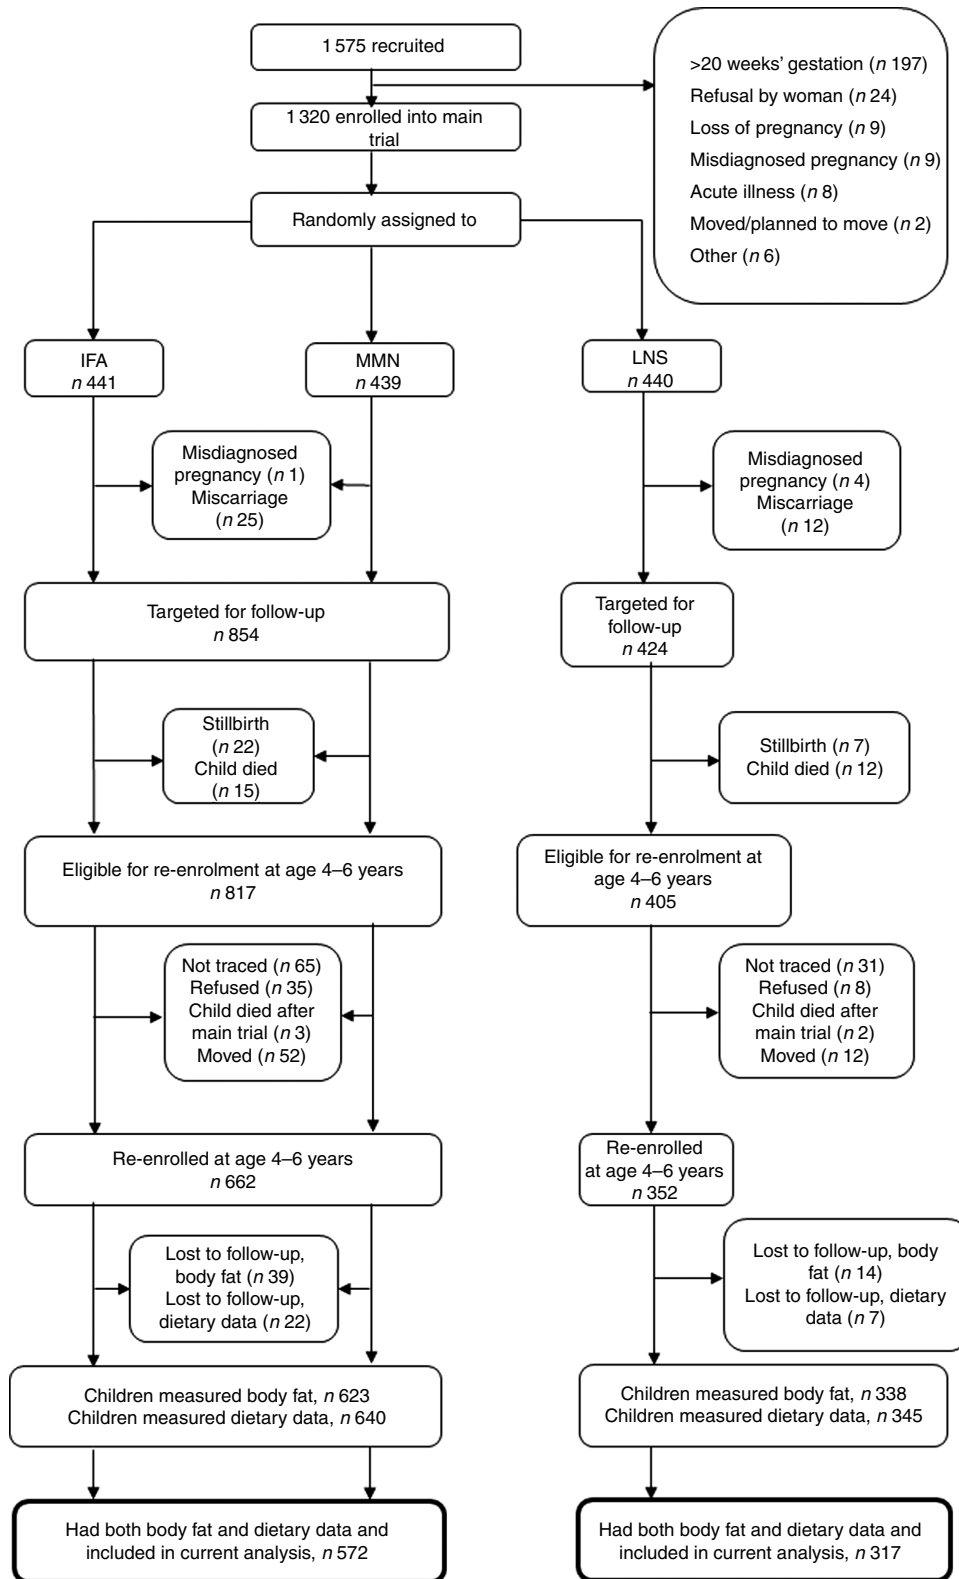 1575 recruited
>20 weeks' gestation (n 197)
Refusal by woman (n 24)
Loss of pregnancy (n 9)
Misdiagnosed pregnancy (n 9)
Acute illness (n 8)
Moved/planned to move (n 2)
Other (n 6)
1320 enrolled into main
trial
Randomly assigned to
IFA
n 441
MMN
n 439
LNS
n 440
Misdiagnosed
pregnancy (n 1)
Miscarriage
(n 25)
Misdiagnosed
pregnancy (n 4)
Miscarriage
(n 12)
Targeted for follow-up
n 854
Targeted for
follow-up
n 424
Stillbirth
(n 22)
Child died
(n 15)
Stillbirth (n 7)
Child died (n 12)
Eligible for re-enrolment at age 4–6 years
n 817
Eligible for re-enrolment at
age 4–6 years
n 405
Not traced (n 65)
Refused (n 35)
Child died after
main trial (n 3)
Moved (n 52)
Not traced (n 31)
Refused (n 8)
Child died after
main trial (n 2)
Moved (n 12)
Re-enrolled at age 4–6 years
n 662
Re-enrolled
at age 4–6 years
n 352
Lost to follow-up,
body fat (n 39)
Lost to follow-up,
dietary data (n 22)
Lost to follow-up, body
fat (n 14)
Lost to follow-up, dietary
data (n 7)
Children measured body fat, n 623
Children measured dietary data, n 640
Children measured body fat, n 338
Children measured dietary data, n 345
Had both body fat and dietary data and
included in current analysis, n 572
Had both body fat and dietary data and
included in current analysis, n 317